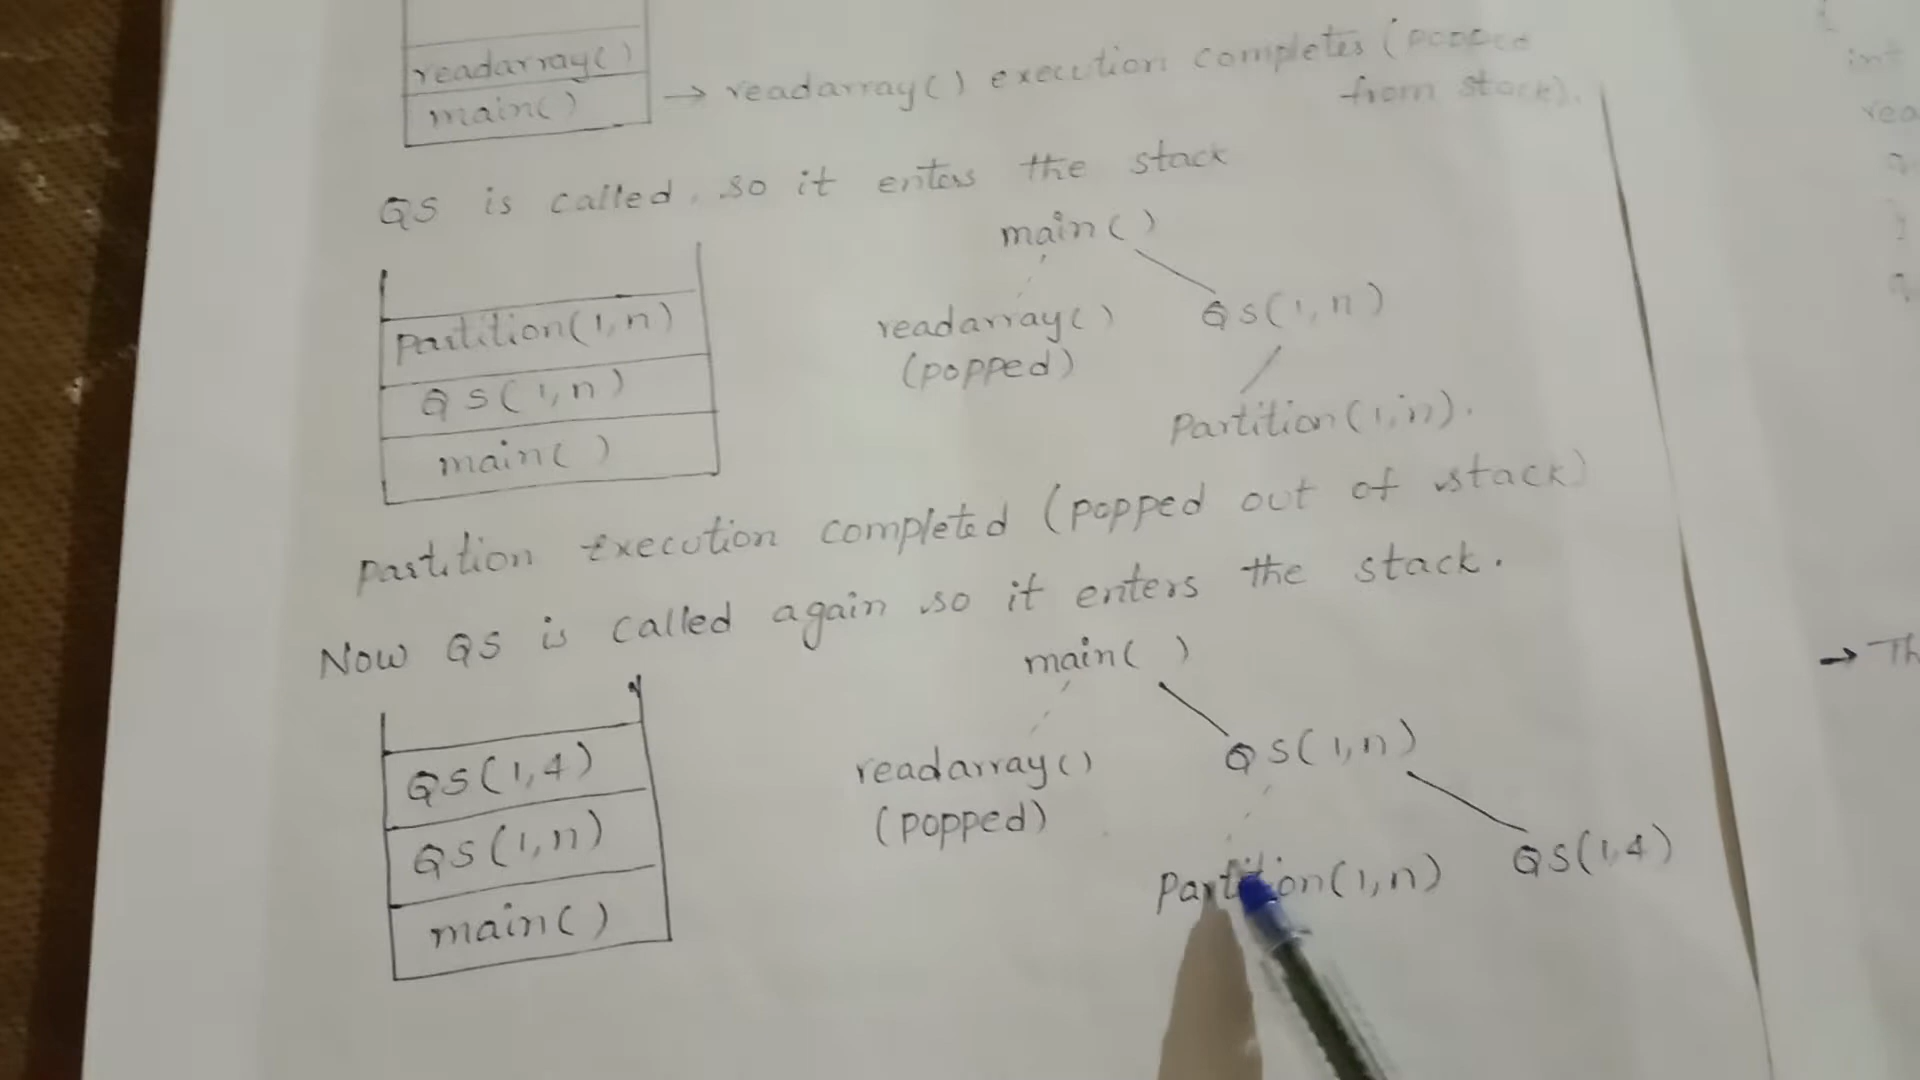 readarray()
main()
→ readarray() execution completes (popped
from stack).
QS is called, so it enters the stack
main()
Partition(1,n)
QS(1,n)
main()
readarray()
(popped)
QS(1,n)
Partition(1,n).
Partition execution completed (popped out of stack)
Now QS is called again so it enters the stack.
main( )
QS(1,4)
QS(1,n)
main()
readarray()
(popped)
QS(1,n)
Partition(1,n) QS(1,4)
int
rea
→ Th